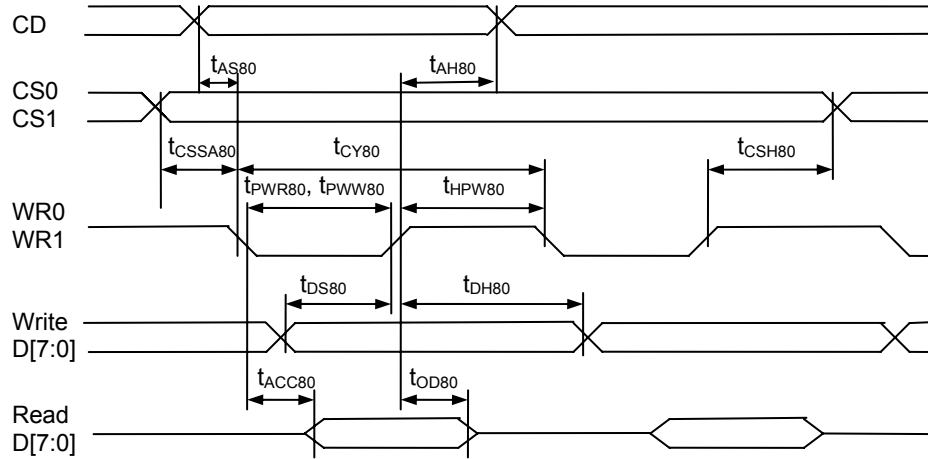 CD
tAS80
tAH80
CS0
CS1
tCSSA80
tCY80
tCSH80
tPWR80, tPWW80
tHPW80
WR0
WR1
tDS80
tDH80
Write
D[7:0]
tACC80
tOD80
Read
D[7:0]